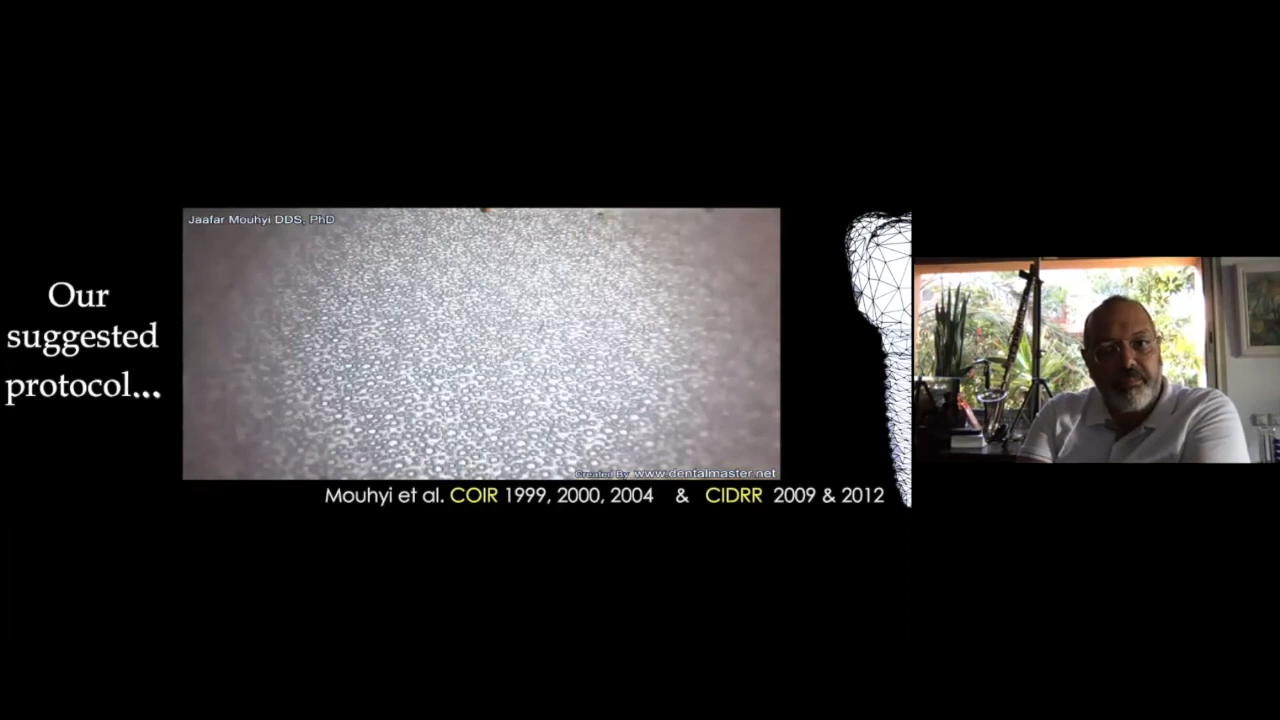 Our
suggested
protocol...
Jaafar Mouhyi DDS, PhD
Created By www.dentalmaster.net
Mouhyi et al. COIR 1999, 2000, 2004 & CIDRR 2009 & 2012